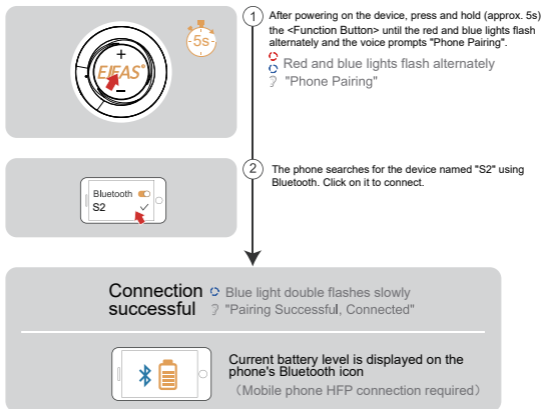 1 After powering on the device, press and hold (approx. 5s)
the <Function Button> until the red and blue lights flash
alternately and the voice prompts "Phone Pairing".
Red and blue lights flash alternately
"Phone Pairing"
+
EJEAS
−
5s
2 The phone searches for the device named "S2" using
Bluetooth. Click on it to connect.
Bluetooth
S2
Connection
successful
Blue light double flashes slowly
"Pairing Successful, Connected"
Current battery level is displayed on the
phone's Bluetooth icon
（Mobile phone HFP connection required）